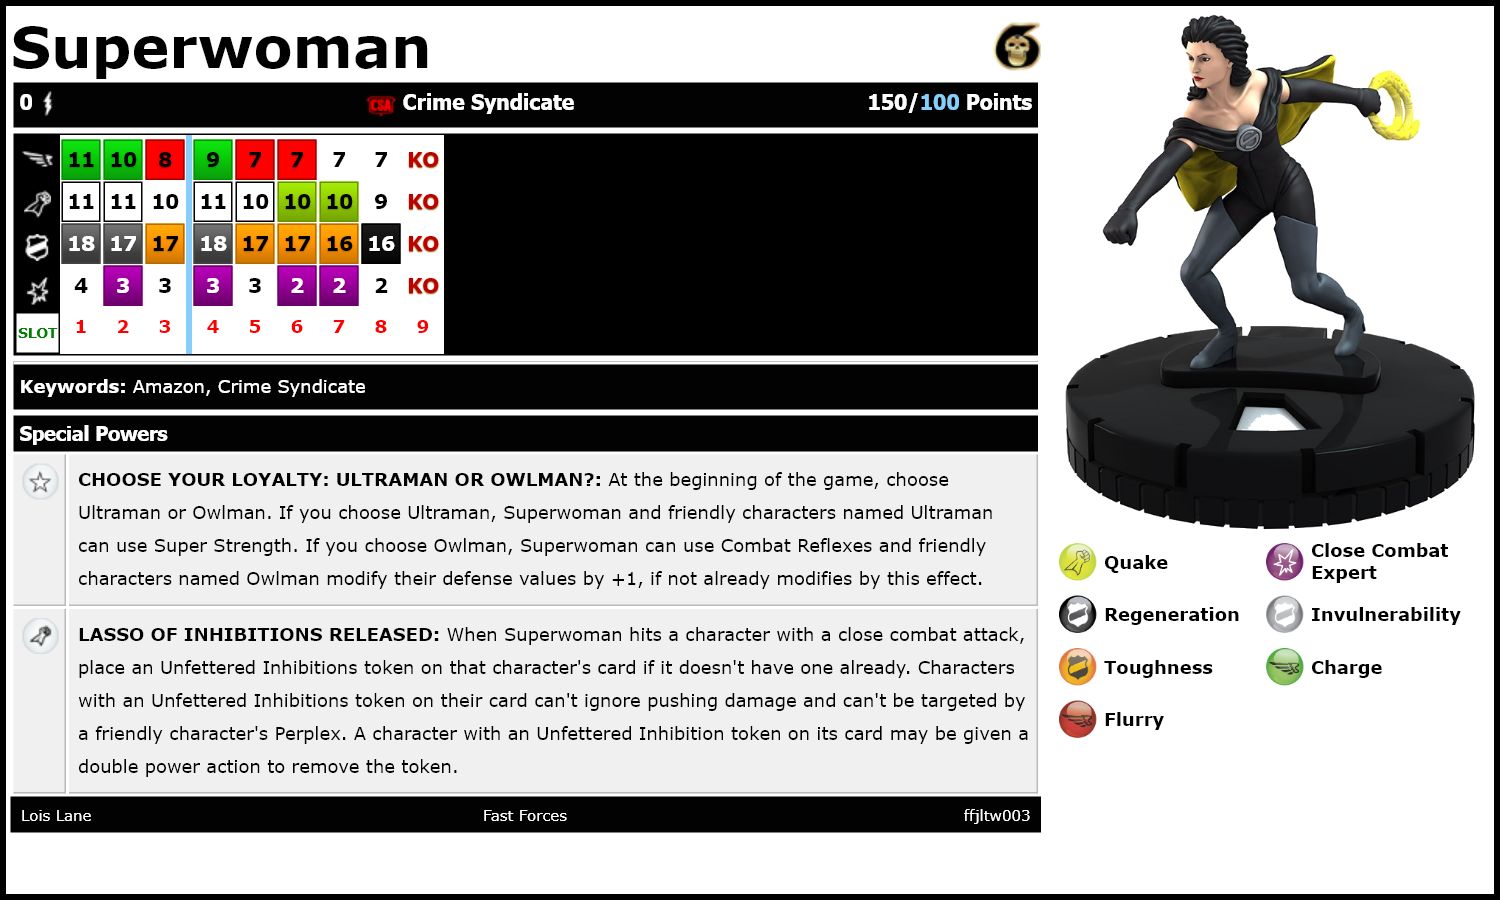 Superwoman
0 CSA Crime Syndicate 150/100 Points
11 10 8 9 7 7 7 7 KO
11 11 10 11 10 10 10 9 KO
18 17 17 18 17 17 16 16 KO
4 3 3 3 3 2 2 2 KO
SLOT 1 2 3 4 5 6 7 8 9
Keywords: Amazon, Crime Syndicate
Special Powers
CHOOSE YOUR LOYALTY: ULTRAMAN OR OWLMAN?: At the beginning of the game, choose
Ultraman or Owlman. If you choose Ultraman, Superwoman and friendly characters named Ultraman
can use Super Strength. If you choose Owlman, Superwoman can use Combat Reflexes and friendly
characters named Owlman modify their defense values by +1, if not already modifies by this effect.
LASSO OF INHIBITIONS RELEASED: When Superwoman hits a character with a close combat attack,
place an Unfettered Inhibitions token on that character's card if it doesn't have one already. Characters
with an Unfettered Inhibitions token on their card can't ignore pushing damage and can't be targeted by
a friendly character's Perplex. A character with an Unfettered Inhibition token on its card may be given a
double power action to remove the token.
Lois Lane Fast Forces ffjltw003
Quake
Close Combat
Expert
Regeneration
Invulnerability
Toughness
Charge
Flurry